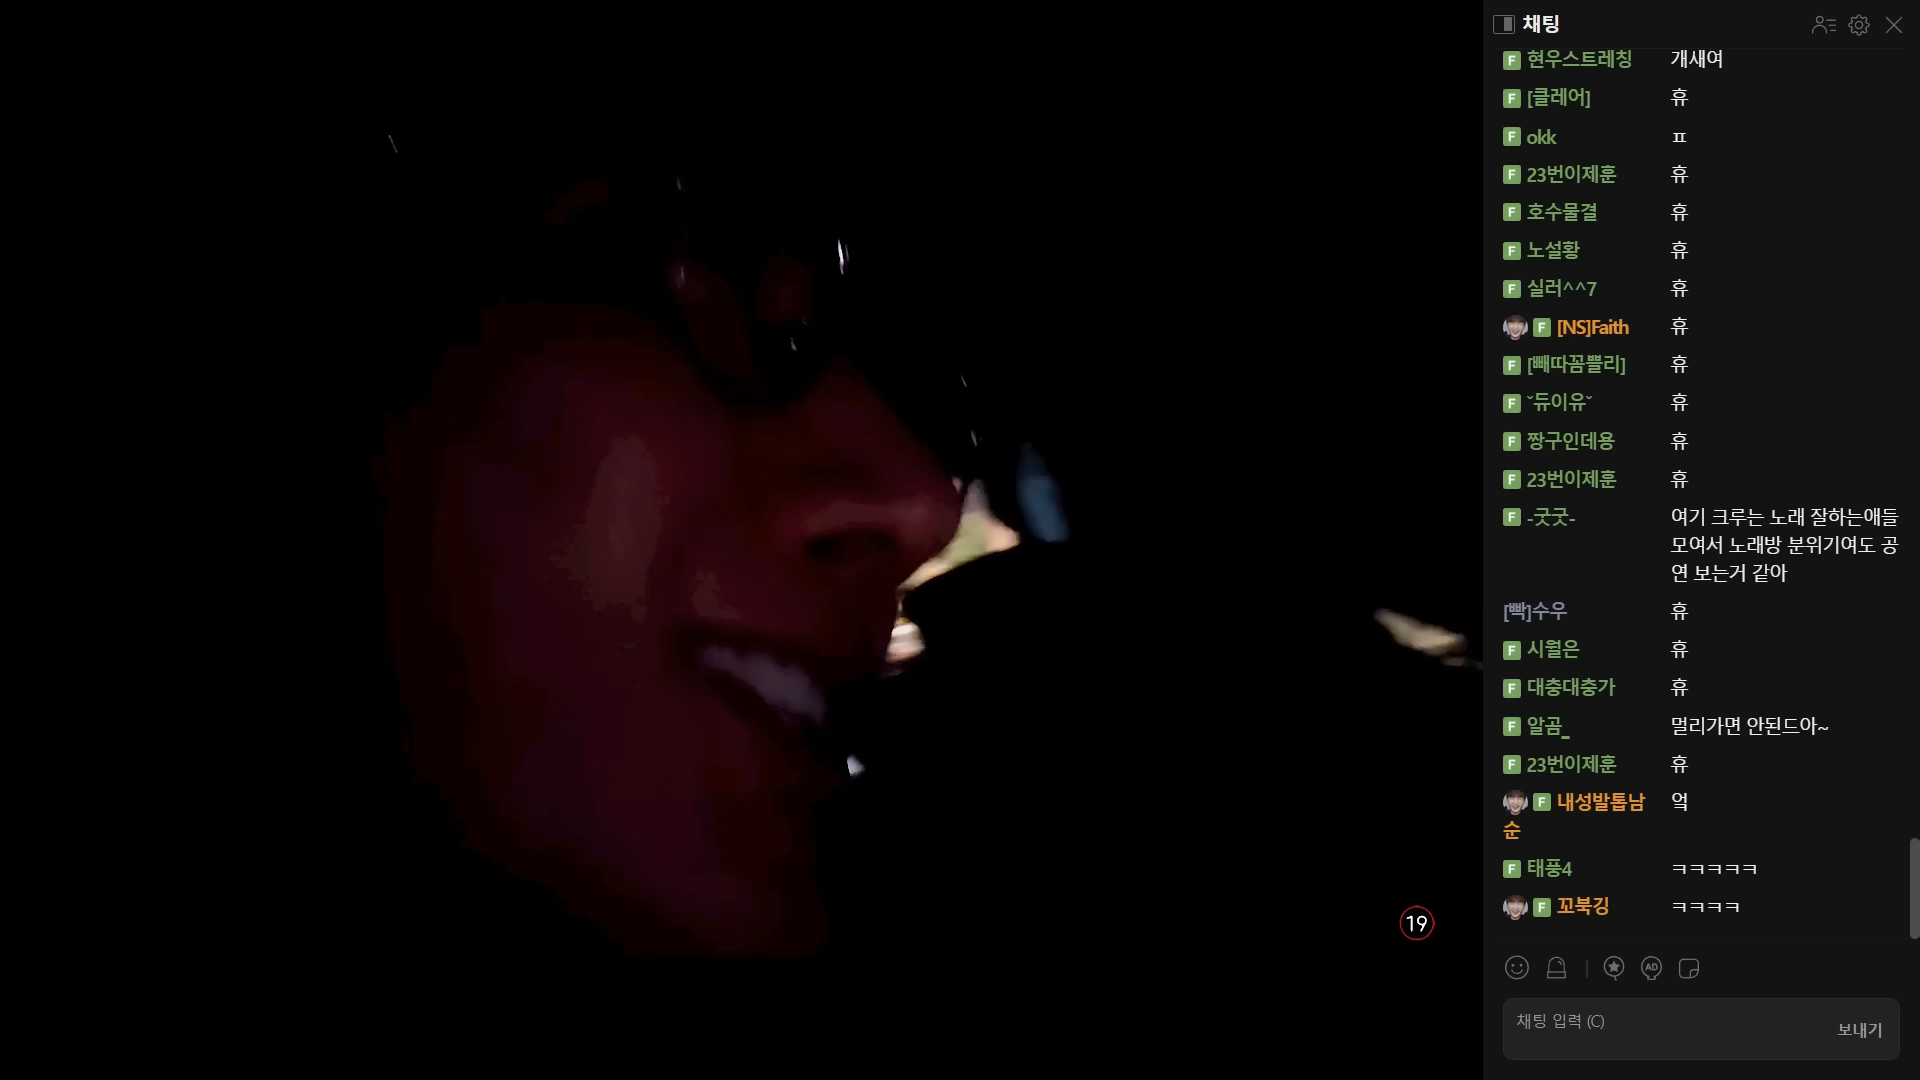 채팅
F 현우스트레칭 개새여
F [클레어] 휴
F okk ㅍ
F 23번이제훈 휴
F 호수물결 휴
F 노설황 휴
F 실러^^7 휴
F [NS]Faith 휴
F [빼따꼼쁠리] 휴
F ˇ듀이유ˇ 휴
F 짱구인데용 휴
F 23번이제훈 휴
F -굿굿- 여기 크루는 노래 잘하는애들
모여서 노래방 분위기여도 공
연 보는거 같아
[빡]수우 휴
F 시월은 휴
F 대충대충가 휴
F 알곰_ 멀리가면 안된드아~
F 23번이제훈 휴
F 내성발톱남 억
순
F 태풍4 ㅋㅋㅋㅋㅋ
F 꼬북깅 ㅋㅋㅋㅋ
19
AD
채팅 입력 (C)
보내기